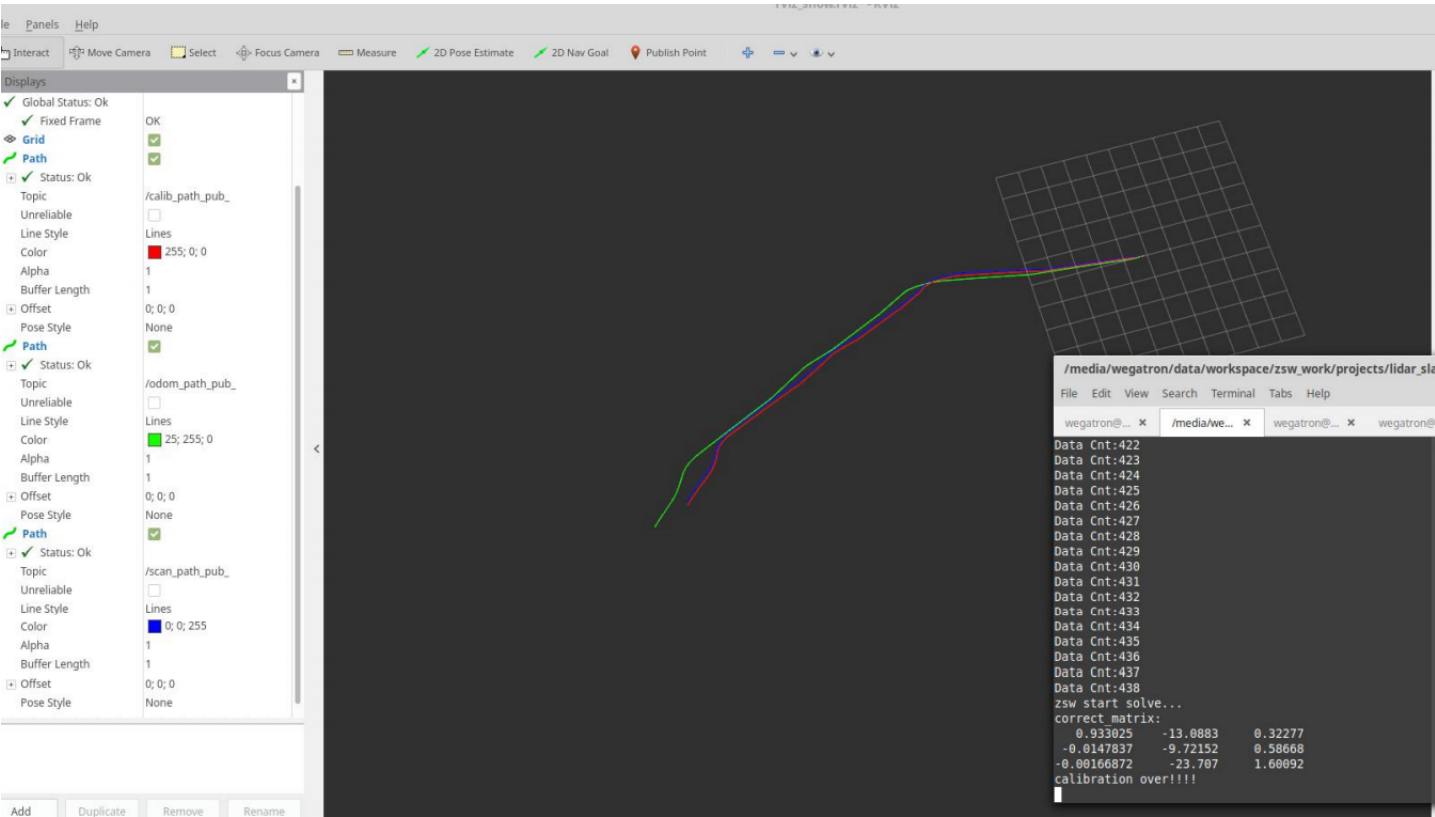 Panels Help
Interact Move Camera Select Focus Camera Measure 2D Pose Estimate 2D Nav Goal Publish Point
Displays
Global Status: Ok
Fixed Frame OK
Grid
Path
Status: Ok
Topic /calib_path_pub_
Unreliable
Line Style Lines
Color 255; 0; 0
Alpha 1
Buffer Length 1
Offset 0; 0; 0
Pose Style None
Path
Status: Ok
Topic /odom_path_pub_
Unreliable
Line Style Lines
Color 25; 255; 0
Alpha 1
Buffer Length 1
Offset 0; 0; 0
Pose Style None
Path
Status: Ok
Topic /scan_path_pub_
Unreliable
Line Style Lines
Color 0; 0; 255
Alpha 1
Buffer Length 1
Offset 0; 0; 0
Pose Style None
Add Duplicate Remove Rename
/media/wegatron/data/workspace/zsw_work/projects/lidar_sla
File Edit View Search Terminal Tabs Help
wegatron@... /media/we... wegatron@... wegatron@
Data Cnt:422
Data Cnt:423
Data Cnt:424
Data Cnt:425
Data Cnt:426
Data Cnt:427
Data Cnt:428
Data Cnt:429
Data Cnt:430
Data Cnt:431
Data Cnt:432
Data Cnt:433
Data Cnt:434
Data Cnt:435
Data Cnt:436
Data Cnt:437
Data Cnt:438
zsw start solve...
correct_matrix:
0.933025 -13.0883 0.32277
-0.0147837 -9.72152 0.58668
-0.00166872 -23.707 1.60092
calibration over!!!!